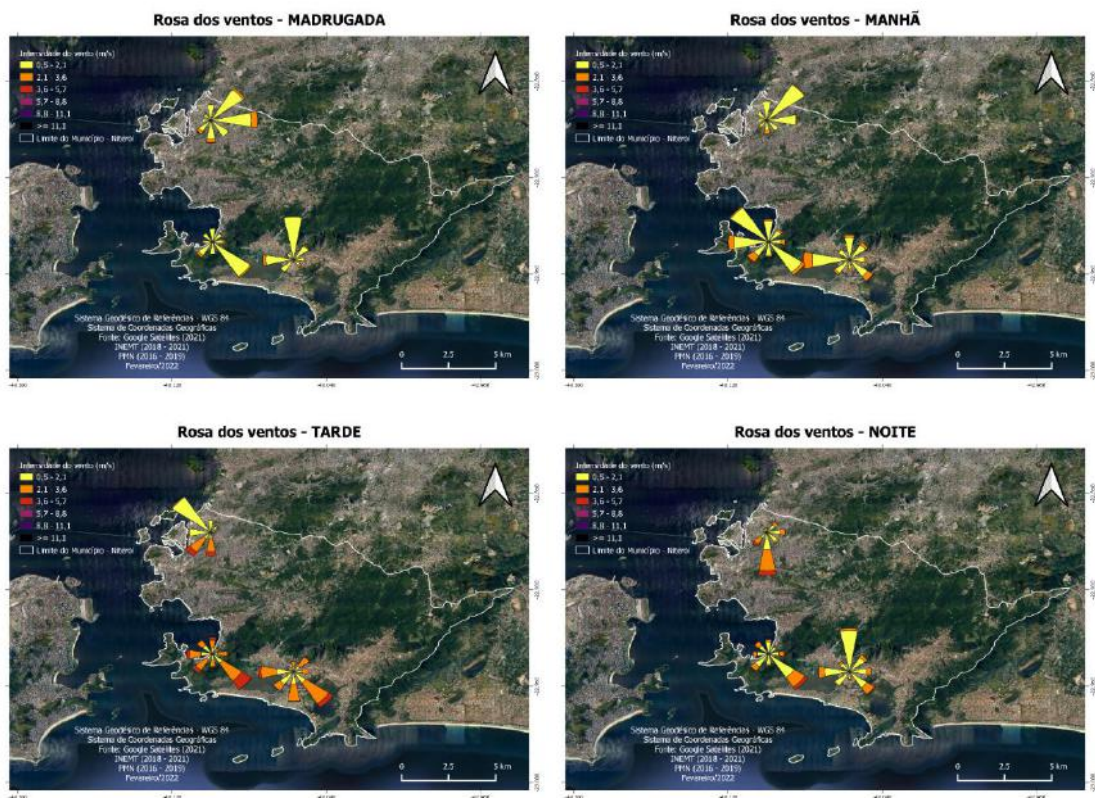 Rosa dos ventos - MADRUGADA
Intensidade do vento (m/s)
0,5 - 2,1
2,1 - 3,6
3,6 - 5,7
5,7 - 8,8
8,8 - 11,1
>= 11,1
Limite do Município - Niteroi
Sistema Geodésico de Referências - WGS 84
Sistema de Coordenadas Geográficas
Fonte: Google Satelites (2021)
INEMT (2018 - 2021)
PMN (2016 - 2019)
Fevereiro/2022
0 2.5 5 km
Rosa dos ventos - MANHÃ
Intensidade do vento (m/s)
0,5 - 2,1
2,1 - 3,6
3,6 - 5,7
5,7 - 8,8
8,8 - 11,1
>= 11,1
Limite do Município - Niteroi
Sistema Geodésico de Referências - WGS 84
Sistema de Coordenadas Geográficas
Fonte: Google Satelites (2021)
INEMT (2018 - 2021)
PMN (2016 - 2019)
Fevereiro/2022
0 2.5 5 km
Rosa dos ventos - TARDE
Intensidade do vento (m/s)
0,5 - 2,1
2,1 - 3,6
3,6 - 5,7
5,7 - 8,8
8,8 - 11,1
>= 11,1
Limite do Município - Niteroi
Sistema Geodésico de Referências - WGS 84
Sistema de Coordenadas Geográficas
Fonte: Google Satelites (2021)
INEMT (2018 - 2021)
PMN (2016 - 2019)
Fevereiro/2022
0 2.5 5 km
Rosa dos ventos - NOITE
Intensidade do vento (m/s)
0,5 - 2,1
2,1 - 3,6
3,6 - 5,7
5,7 - 8,8
8,8 - 11,1
>= 11,1
Limite do Município - Niteroi
Sistema Geodésico de Referências - WGS 84
Sistema de Coordenadas Geográficas
Fonte: Google Satelites (2021)
INEMT (2018 - 2021)
PMN (2016 - 2019)
Fevereiro/2022
0 2.5 5 km